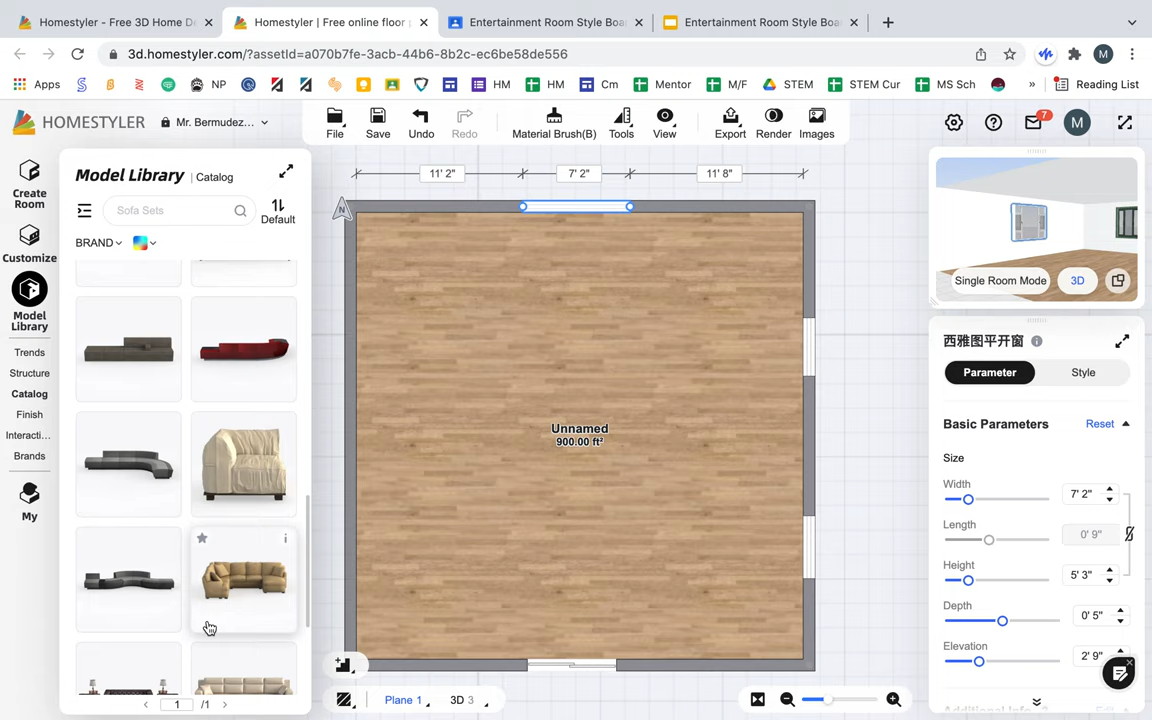 Homestyler - Free 3D Home De
Homestyler | Free online floor p
Entertainment Room Style Boa
Entertainment Room Style Boa
3d.homestyler.com/?assetId=a070b7fe-3acb-44b6-8b2c-ec6be58de556
M
Apps
NP
HM
HM
Cm
Mentor
M/F
STEM
STEM Cur
MS Sch
»
Reading List
HOMESTYLER
Mr. Bermudez...
File
Save
Undo
Redo
Material Brush(B)
Tools
View
Export
Render
Images
7
M
Create
Room
Customize
Model
Library
Trends
Structure
Catalog
Finish
Interacti...
Brands
My
Model Library | Catalog
Sofa Sets
Default
BRAND
1 /1
11' 2"
7' 2"
11' 8"
N
Unnamed
900.00 ft²
Plane 1
3D 3
Single Room Mode
3D
西雅图平开窗
Parameter
Style
Basic Parameters
Reset
Size
Width
7' 2"
Length
0' 9"
Height
5' 3"
Depth
0' 5"
Elevation
2' 9"